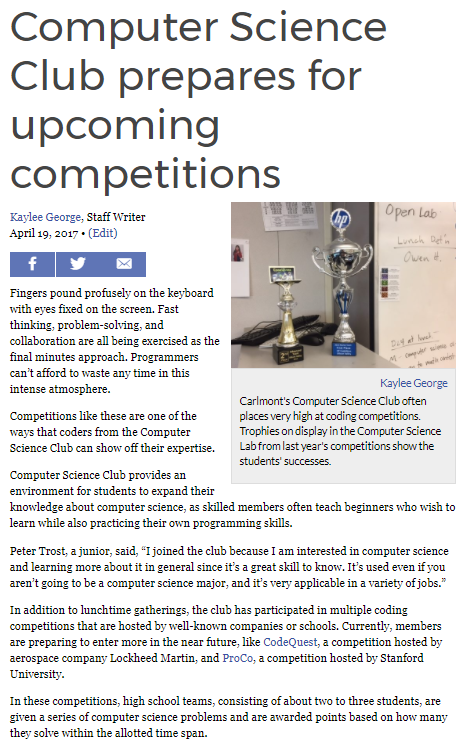 Computer Science
Club prepares for
upcoming
competitions
Kaylee George, Staff Writer
April 19, 2017 • (Edit)
Fingers pound profusely on the keyboard
with eyes fixed on the screen. Fast
thinking, problem-solving, and
collaboration are all being exercised as the
final minutes approach. Programmers
can’t afford to waste any time in this
intense atmosphere.
Competitions like these are one of the
ways that coders from the Computer
Science Club can show off their expertise.
hp
Open Lab
Owen H.
Kaylee George
Carlmont's Computer Science Club often
places very high at coding competitions.
Trophies on display in the Computer Science
Lab from last year's competitions show the
students' successes.
Computer Science Club provides an
environment for students to expand their
knowledge about computer science, as skilled members often teach beginners who wish to
learn while also practicing their own programming skills.
Peter Trost, a junior, said, “I joined the club because I am interested in computer science
and learning more about it in general since it’s a great skill to know. It’s used even if you
aren’t going to be a computer science major, and it’s very applicable in a variety of jobs.”
In addition to lunchtime gatherings, the club has participated in multiple coding
competitions that are hosted by well-known companies or schools. Currently, members
are preparing to enter more in the near future, like CodeQuest, a competition hosted by
aerospace company Lockheed Martin, and ProCo, a competition hosted by Stanford
University.
In these competitions, high school teams, consisting of about two to three students, are
given a series of computer science problems and are awarded points based on how many
they solve within the allotted time span.